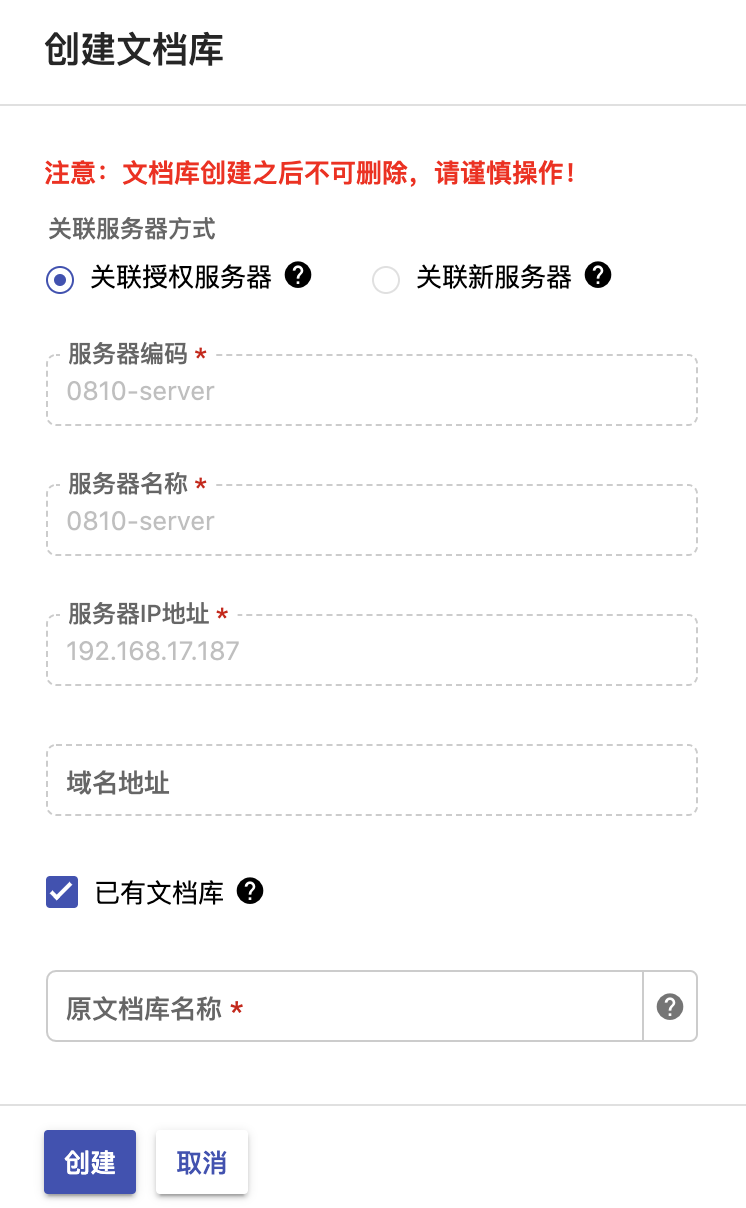 创建文档库
注意：文档库创建之后不可删除，请谨慎操作！
关联服务器方式
关联授权服务器 ? 关联新服务器 ?
服务器编码 *
0810-server
服务器名称 *
0810-server
服务器IP地址 *
192.168.17.187
域名地址
已有文档库 ?
原文档库名称 * ?
创建 取消